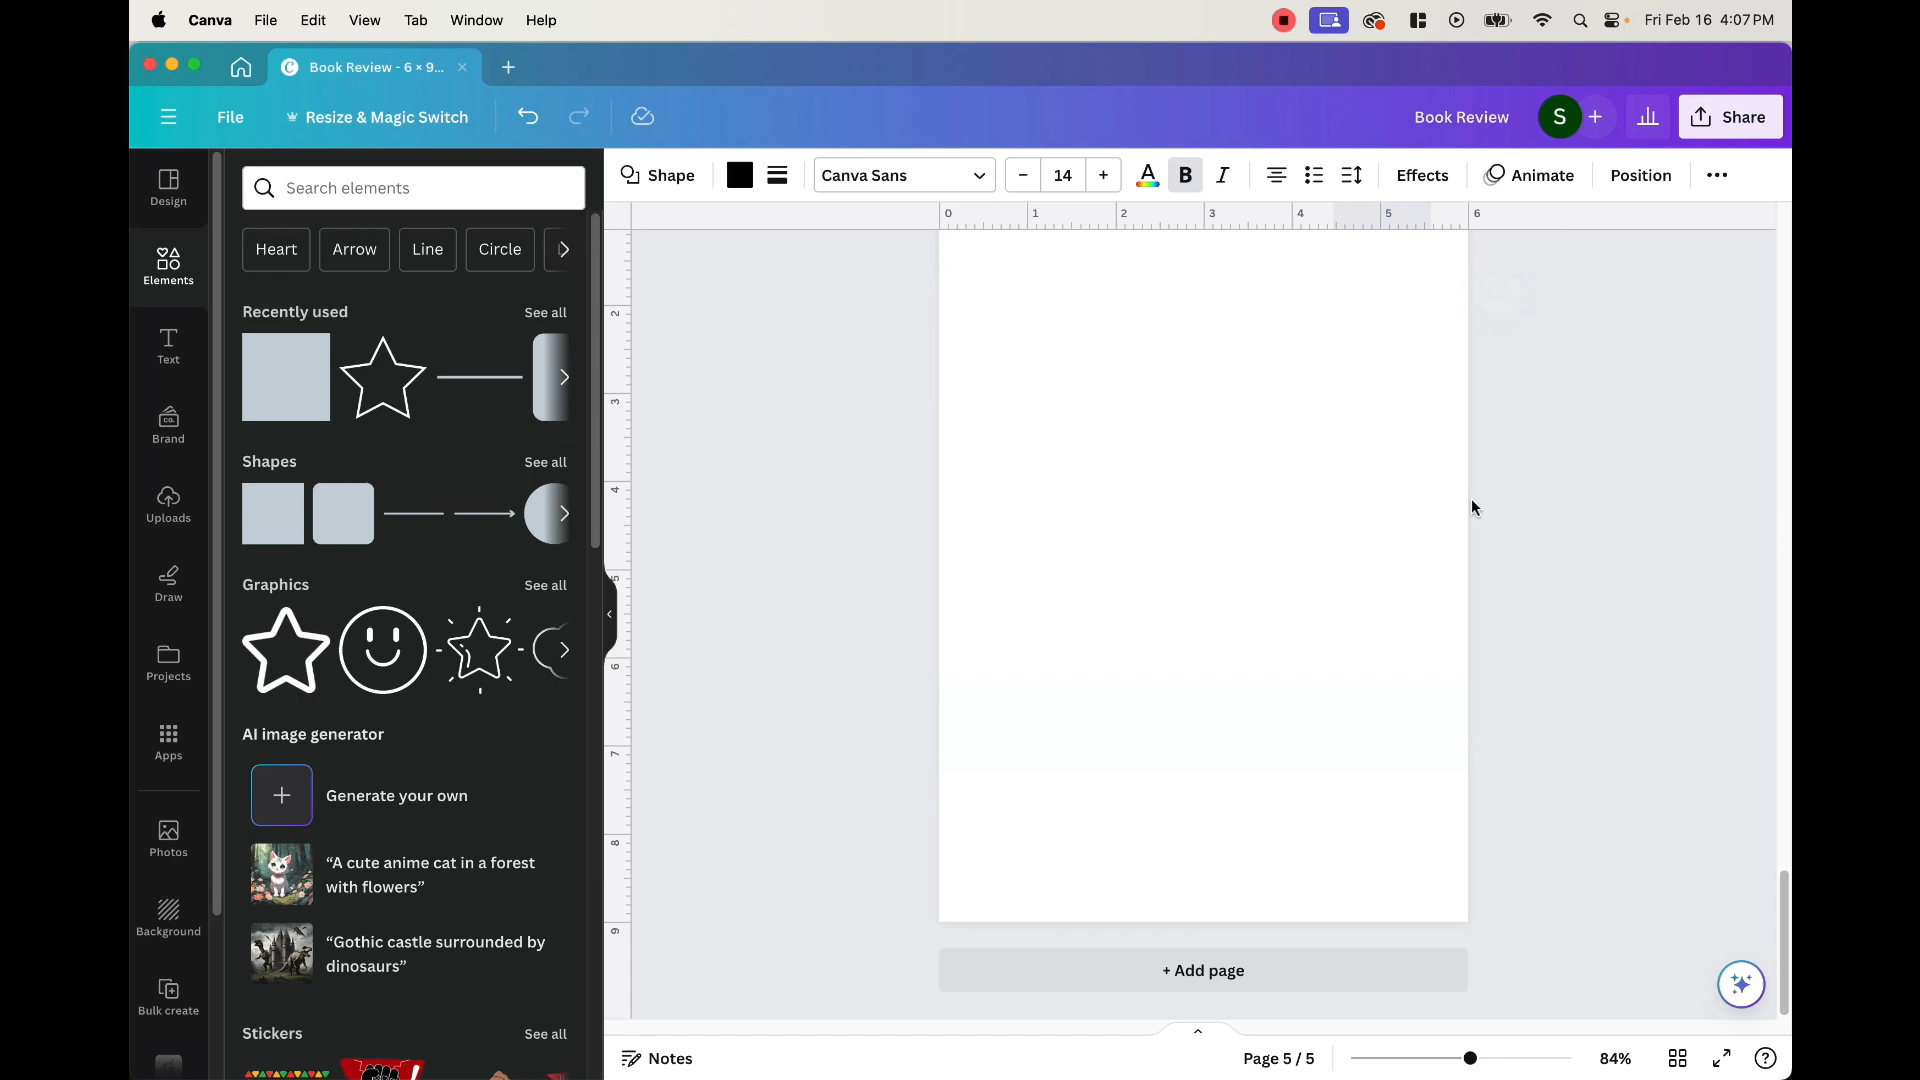 Canva File Edit View Tab Window Help Fri Feb 16 4:07 PM
Book Review - 6 × 9...
File Resize & Magic Switch Book Review S + Share
Design
Elements
Text
CO.
Brand
Uploads
Draw
Projects
Apps
Photos
Background
Bulk create
Search elements
Heart Arrow Line Circle
Recently used See all
Shapes See all
Graphics See all
AI image generator
Generate your own
“A cute anime cat in a forest
with flowers”
“Gothic castle surrounded by
dinosaurs”
Stickers See all
Shape Canva Sans - 14 + A B I Effects Animate Position
0 1 2 3 4 5 6
2
3
4
5
6
7
8
9
+ Add page
Notes Page 5 / 5 84%